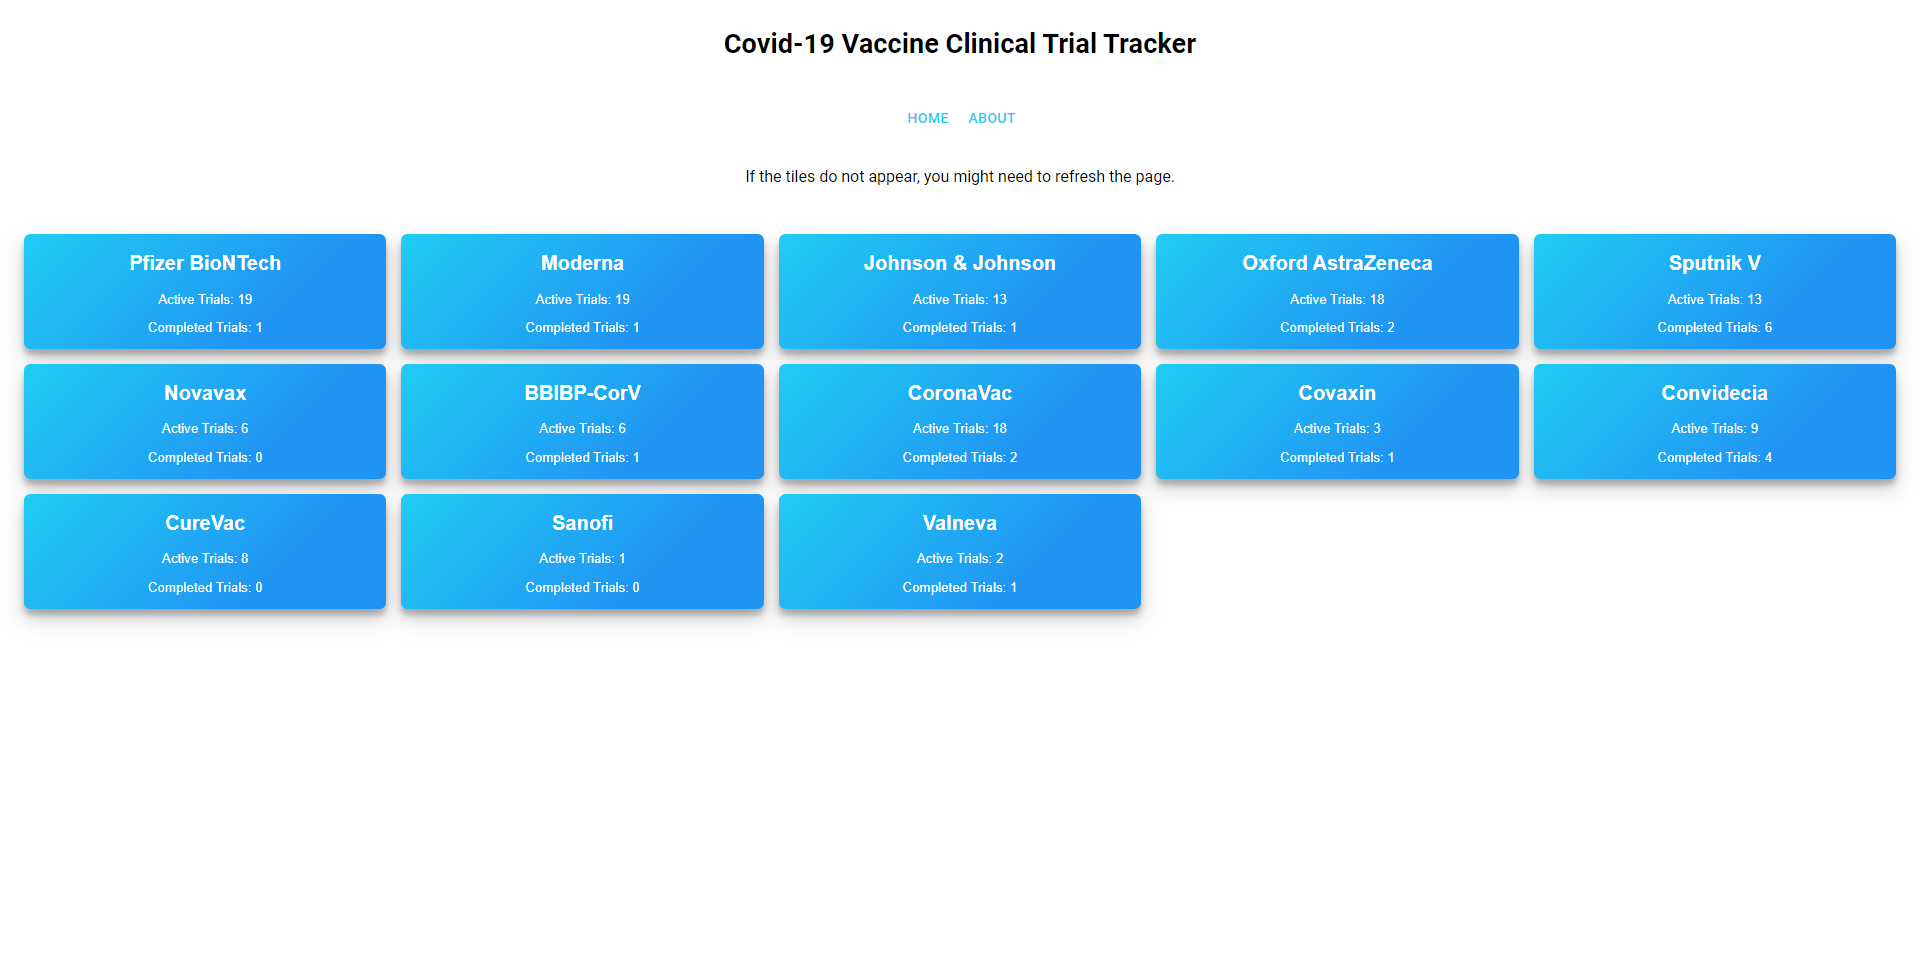 Covid-19 Vaccine Clinical Trial Tracker
HOME ABOUT
If the tiles do not appear, you might need to refresh the page.
Pfizer BioNTech
Active Trials: 19
Completed Trials: 1
Moderna
Active Trials: 19
Completed Trials: 1
Johnson & Johnson
Active Trials: 13
Completed Trials: 1
Oxford AstraZeneca
Active Trials: 18
Completed Trials: 2
Sputnik V
Active Trials: 13
Completed Trials: 6
Novavax
Active Trials: 6
Completed Trials: 0
BBIBP-CorV
Active Trials: 6
Completed Trials: 1
CoronaVac
Active Trials: 18
Completed Trials: 2
Covaxin
Active Trials: 3
Completed Trials: 1
Convidecia
Active Trials: 9
Completed Trials: 4
CureVac
Active Trials: 8
Completed Trials: 0
Sanofi
Active Trials: 1
Completed Trials: 0
Valneva
Active Trials: 2
Completed Trials: 1